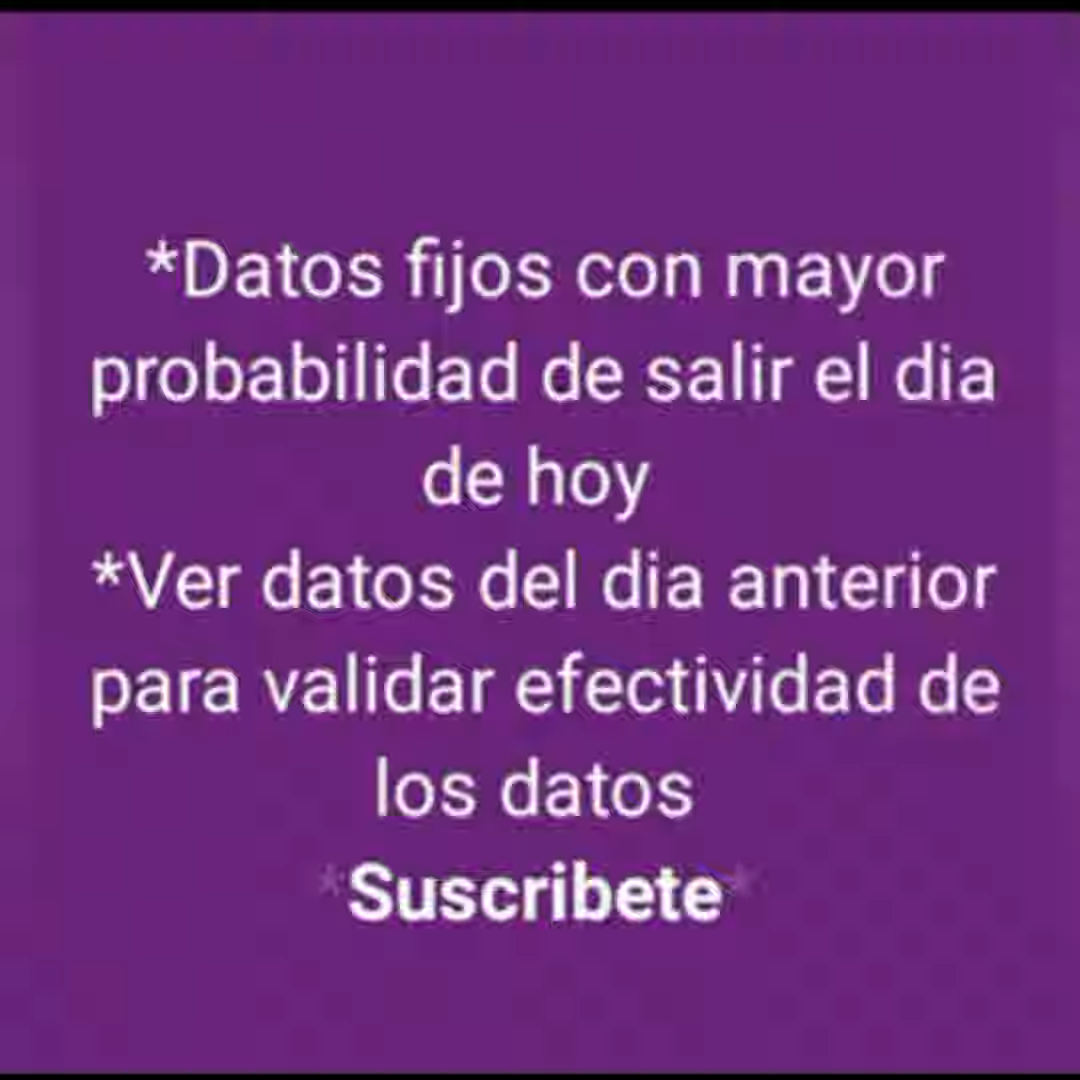 *Datos fijos con mayor
probabilidad de salir el dia
de hoy
*Ver datos del dia anterior
para validar efectividad de
los datos
*Suscribete*